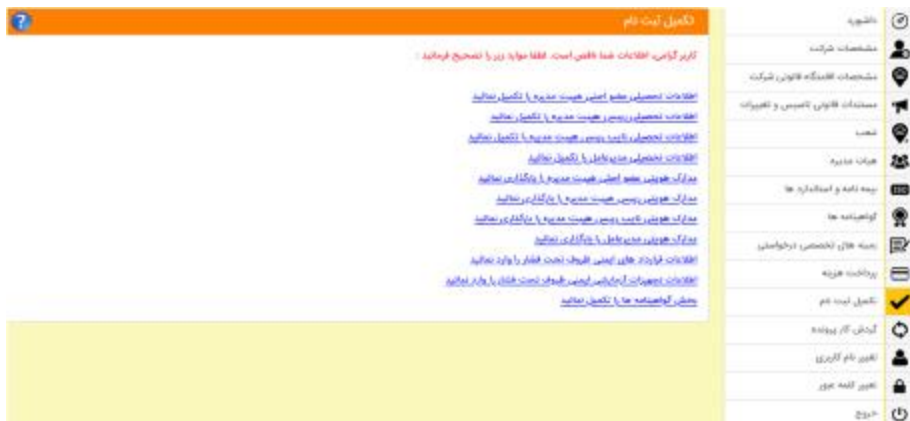 تکمیل ثبت نام
کاربر گرامی، اطلاعات شما ناقص است. لطفا موارد زیر را تصحیح فرمائید :
اطلاعات تحصیلی عضو اصلی هیئت مدیره را تکمیل نمائید
اطلاعات تحصیلی رییس هیئت مدیره را تکمیل نمائید
اطلاعات تحصیلی نایب رییس هیئت مدیره را تکمیل نمائید
اطلاعات تحصیلی مدیرعامل را تکمیل نمائید
مدارک هویتی عضو اصلی هیئت مدیره را بارگذاری نمائید
مدارک هویتی رییس هیئت مدیره را بارگذاری نمائید
مدارک هویتی نایب رییس هیئت مدیره را بارگذاری نمائید
مدارک هویتی مدیرعامل را بارگذاری نمائید
اطلاعات قرارداد های ایمنی ظروف تحت فشار را وارد نمائید
اطلاعات تجهیزات آزمایشی ایمنی ظروف تحت فشار را وارد نمائید
بخش گواهینامه ها را تکمیل نمائید
داشبورد
مشخصات شرکت
مشخصات اقامتگاه قانونی شرکت
مستندات قانونی تاسیس و تغییرات
شعب
هیات مدیره
بیمه نامه و استاندارد ها
گواهینامه ها
رسته های تخصصی درخواستی
پرداخت هزینه
تکمیل ثبت نام
گردش کار پرونده
تغییر نام کاربری
تغییر کلمه عبور
خروج